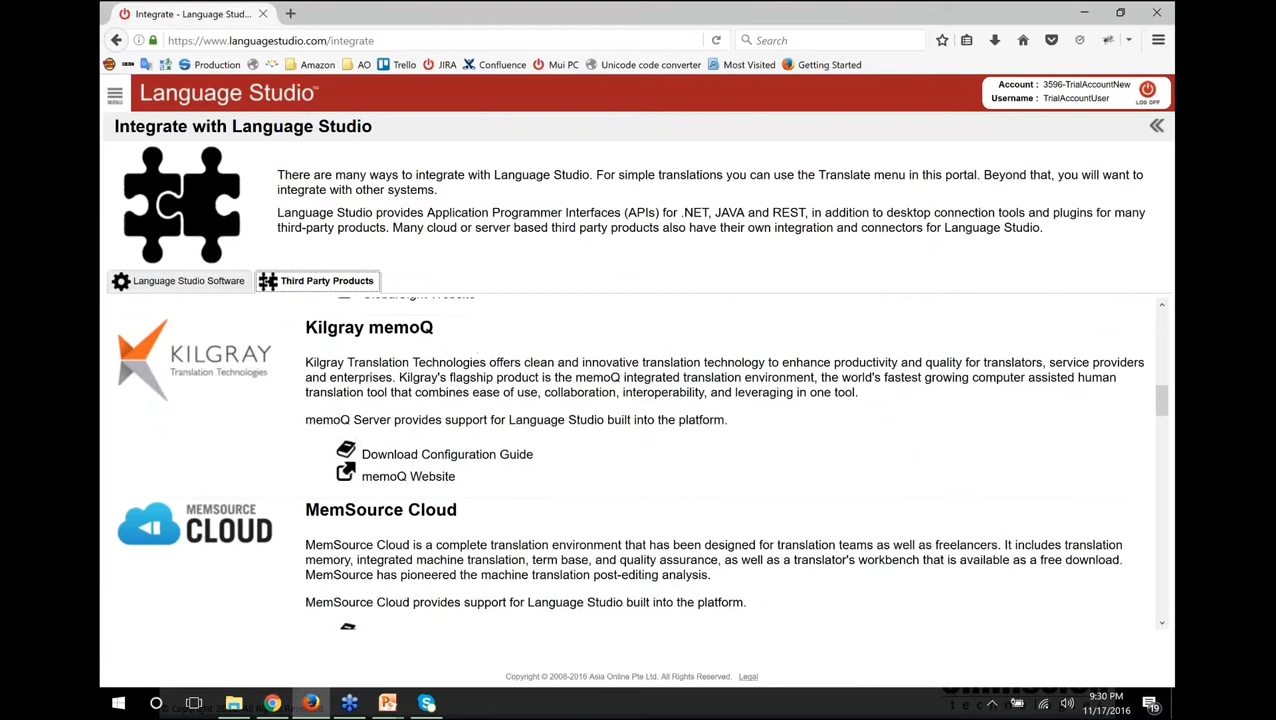 Integrate - Language Stud...
https://www.languagestudio.com/integrate
Search
Production
Amazon
AO
Trello
JIRA
Confluence
Mui PC
Unicode code converter
Most Visited
Getting Started
MENU
Language Studio™
Account : 3596-TrialAccountNew
Username : TrialAccountUser
LOG OFF
Integrate with Language Studio
There are many ways to integrate with Language Studio. For simple translations you can use the Translate menu in this portal. Beyond that, you will want to
integrate with other systems.
Language Studio provides Application Programmer Interfaces (APIs) for .NET, JAVA and REST, in addition to desktop connection tools and plugins for many
third-party products. Many cloud or server based third party products also have their own integration and connectors for Language Studio.
Language Studio Software
Third Party Products
GlobalSight Website
KILGRAY
Translation Technologies
Kilgray memoQ
Kilgray Translation Technologies offers clean and innovative translation technology to enhance productivity and quality for translators, service providers
and enterprises. Kilgray's flagship product is the memoQ integrated translation environment, the world's fastest growing computer assisted human
translation tool that combines ease of use, collaboration, interoperability, and leveraging in one tool.
memoQ Server provides support for Language Studio built into the platform.
Download Configuration Guide
memoQ Website
MEMSOURCE
CLOUD
MemSource Cloud
MemSource Cloud is a complete translation environment that has been designed for translation teams as well as freelancers. It includes translation
memory, integrated machine translation, term base, and quality assurance, as well as a translator's workbench that is available as a free download.
MemSource has pioneered the machine translation post-editing analysis.
MemSource Cloud provides support for Language Studio built into the platform.
Copyright © 2008-2016 Asia Online Pte Ltd. All Rights Reserved. Legal
9:30 PM
11/17/2016
19